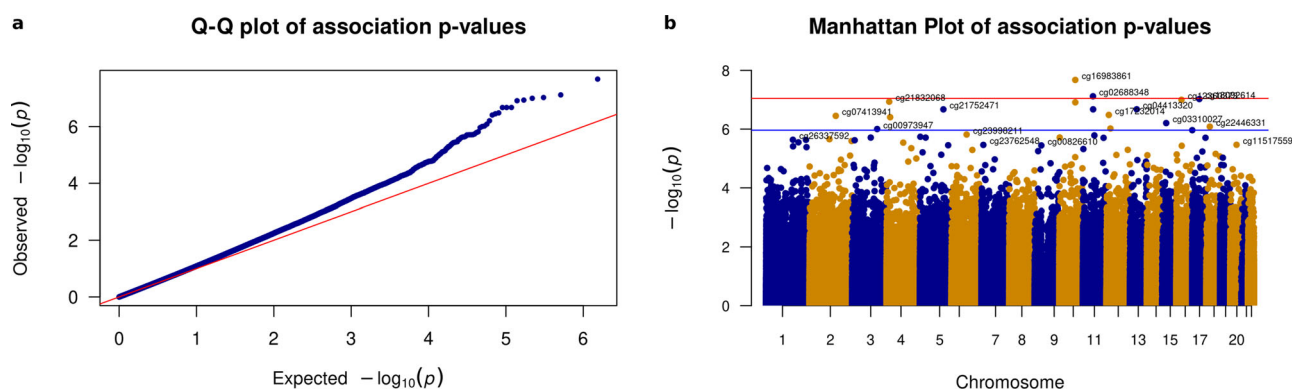 a
Q-Q plot of association p-values
Observed −log10(p)
6
4
2
0
0 1 2 3 4 5 6
Expected −log10(p)
b
Manhattan Plot of association p-values
−log10(p)
8
6
4
2
0
cg16983861
cg21832068
cg02688348
cg07413941
cg21752471
cg17232014
cg04413320
cg00973947
cg03310027
cg22446331
cg26337592
cg23998211
cg23762548
cg00826610
cg11517559
1 2 3 4 5 7 8 9 11 13 15 17 20
Chromosome